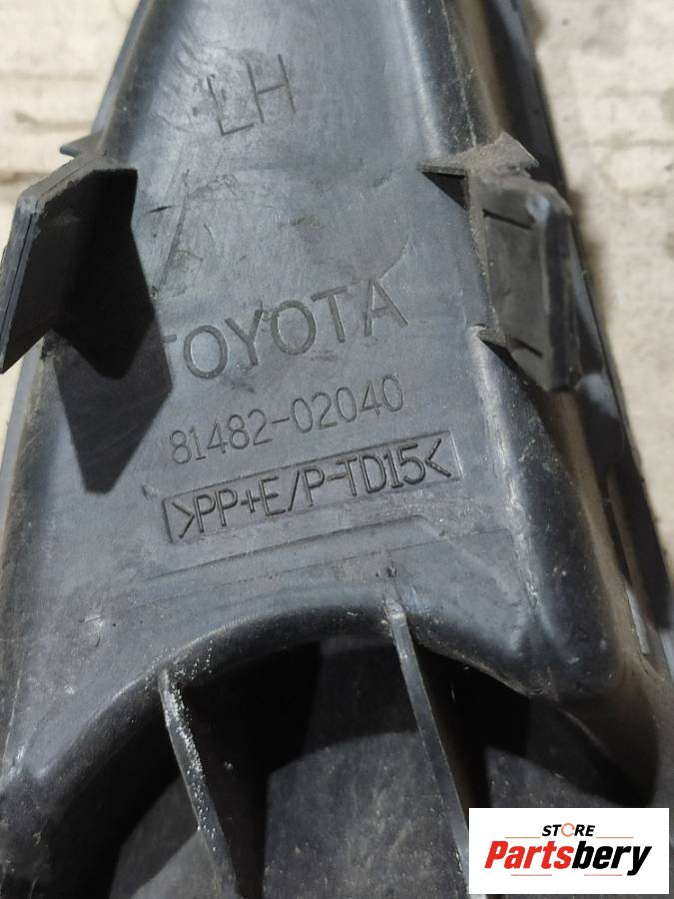 LH
TOYOTA
81482-02040
>PP+E/P-TD15<
STORE
Partsbery